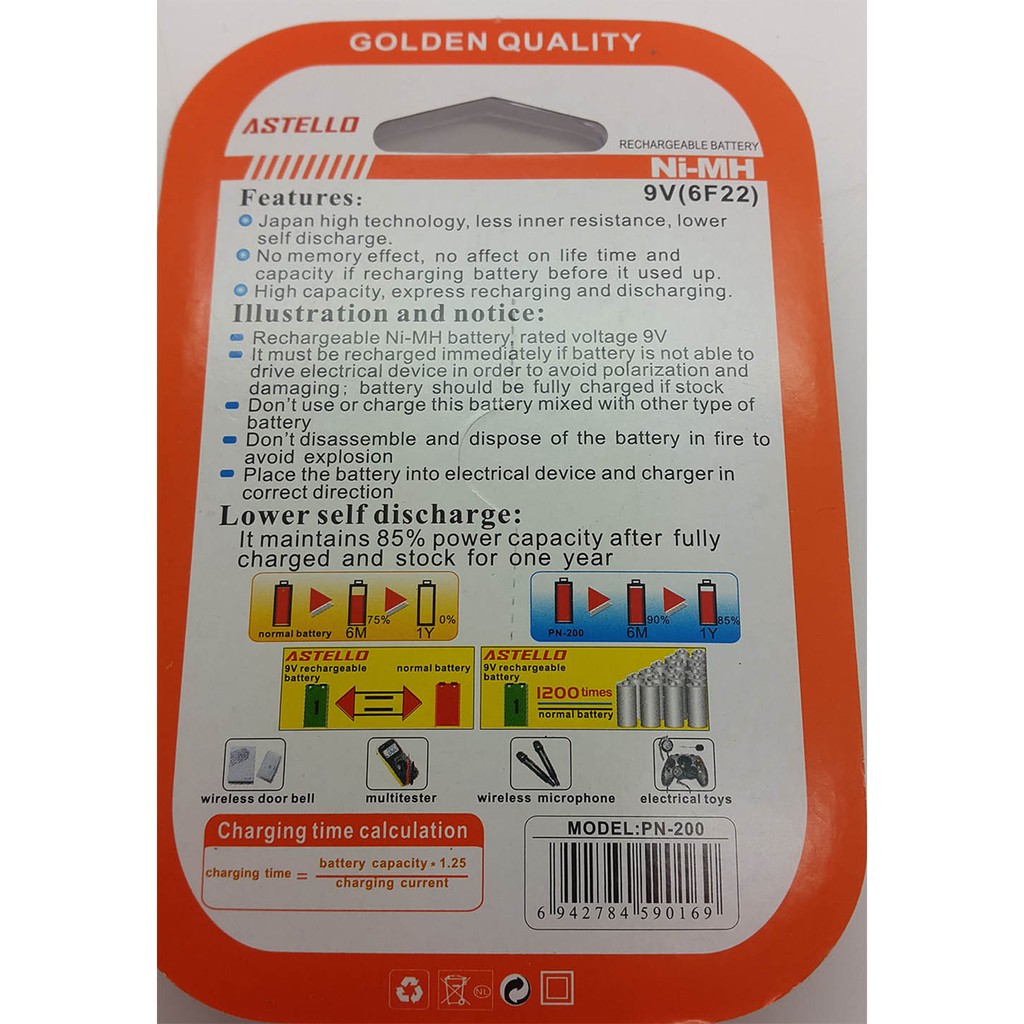 GOLDEN QUALITY
ASTELLO
RECHARGEABLE BATTERY
Ni-MH
9V(6F22)
Features:
Japan high technology, less inner resistance, lower
self discharge.
No memory effect, no affect on life time and
capacity if recharging battery before it used up.
High capacity, express recharging and discharging.
Illustration and notice:
Rechargeable Ni-MH battery, rated voltage 9V
It must be recharged immediately if battery is not able to
drive electrical device in order to avoid polarization and
damaging; battery should be fully charged if stock
Don't use or charge this battery mixed with other type of
battery
Don't disassemble and dispose of the battery in fire to
avoid explosion
Place the battery into electrical device and charger in
correct direction
Lower self discharge:
It maintains 85% power capacity after fully
charged and stock for one year
75% 0%
normal battery 6M 1Y
90% 85%
PN-200 6M 1Y
ASTELLO
9V rechargeable normal battery
battery
1
ASTELLO
9V rechargeable
battery
1 1200 times
normal battery
wireless door bell multitester wireless microphone electrical toys
Charging time calculation
charging time = battery capacity * 1.25
charging current
MODEL:PN-200
6 942784 590169
NL